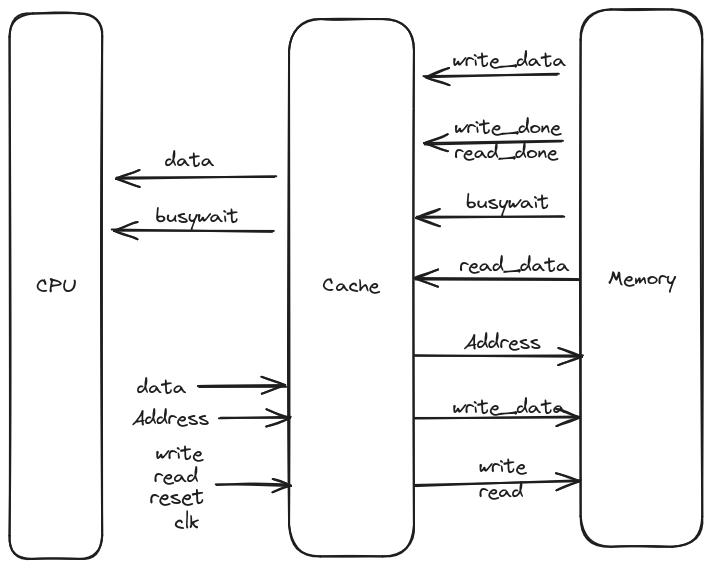 write_data
write_done
read_done
data
busywait
busywait
read_data
CPU
Cache
Memory
Address
data
Address
write_data
write
read
reset
clk
write
read